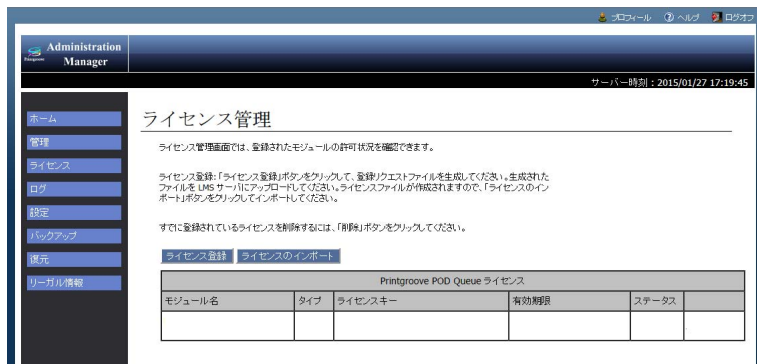 プロフィール ヘルプ ログオフ
Administration
Printgroove Manager
サーバー時刻 : 2015/01/27 17:19:45
ホーム
管理
ライセンス
ログ
設定
バックアップ
復元
リーガル情報
ライセンス管理
ライセンス管理画面では、登録されたモジュールの許可状況を確認できます。
ライセンス登録:「ライセンス登録」ボタンをクリックして、登録リクエストファイルを生成してください。生成された
ファイルを LMS サーバにアップロードしてください。ライセンスファイルが作成されますので、「ライセンスのイン
ポート」ボタンをクリックしてインポートしてください。
すでに登録されているライセンスを削除するには、「削除」ボタンをクリックしてください。
ライセンス登録 ライセンスのインポート
Printgroove POD Queue ライセンス
モジュール名 タイプ ライセンスキー 有効期限 ステータス